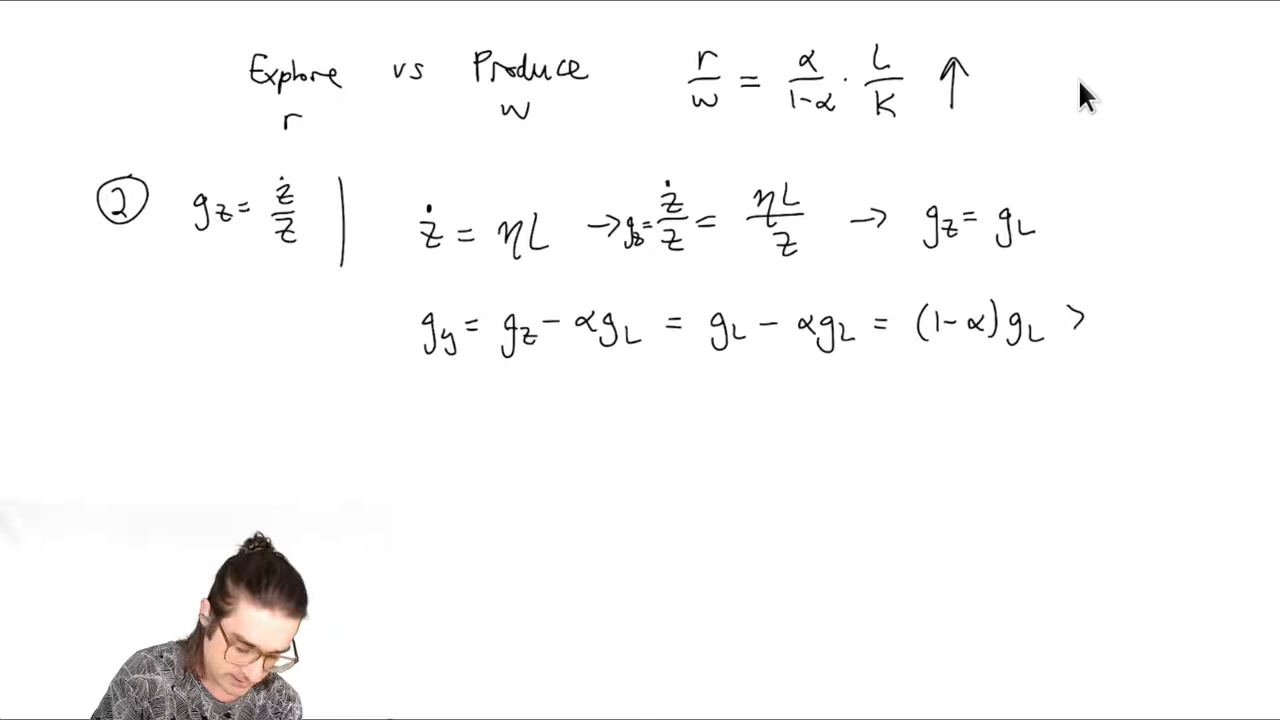 Explore vs Produce r/w = α/(1-α) · L/K ↑
r w
② g_z = ż/z | ż = ηL → g_z = ż/z = ηL/z → g_z = g_L
g_y = g_z - αg_L = g_L - αg_L = (1-α)g_L >